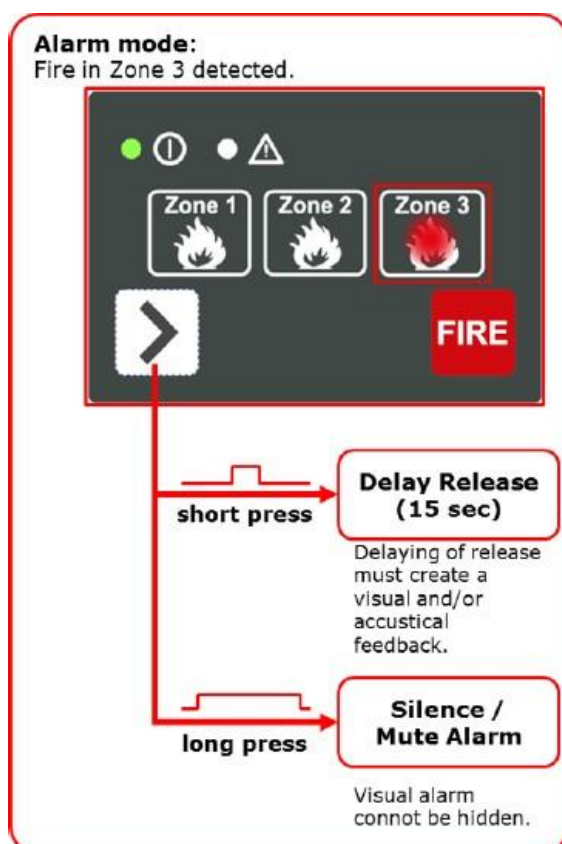 Alarm mode:
Fire in Zone 3 detected.
Zone 1 Zone 2 Zone 3
FIRE
short press
Delay Release
(15 sec)
Delaying of release
must create a
visual and/or
accustical
feedback.
long press
Silence /
Mute Alarm
Visual alarm
connot be hidden.